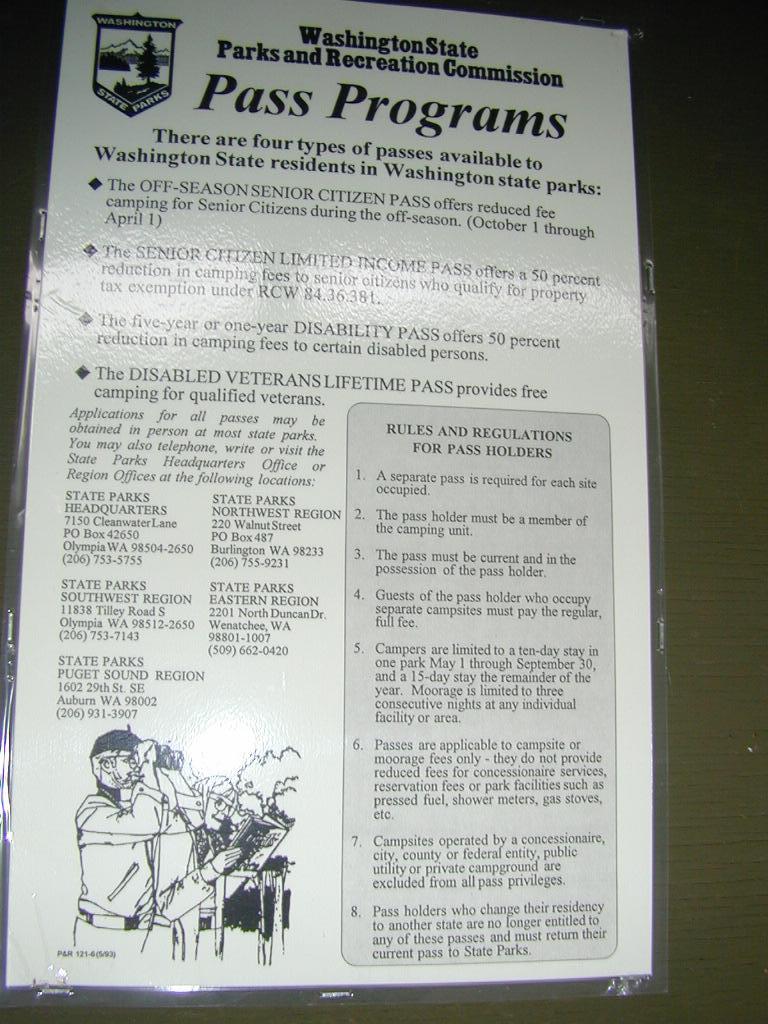 WASHINGTON
STATE PARKS
Washington State
Parks and Recreation Commission
Pass Programs
There are four types of passes available to
Washington State residents in Washington state parks:
◆ The OFF-SEASON SENIOR CITIZEN PASS offers reduced fee
camping for Senior Citizens during the off-season. (October 1 through
April 1)
◆ The SENIOR CITIZEN LIMITED INCOME PASS offers a 50 percent
reduction in camping fees to senior citizens who qualify for property
tax exemption under RCW 84.36.381.
◆ The five-year or one-year DISABILITY PASS offers 50 percent
reduction in camping fees to certain disabled persons.
◆ The DISABLED VETERANS LIFETIME PASS provides free
camping for qualified veterans.
Applications for all passes may be
obtained in person at most state parks.
You may also telephone, write or visit the
State Parks Headquarters Office or
Region Offices at the following locations:
STATE PARKS
HEADQUARTERS
7150 Cleanwater Lane
PO Box 42650
Olympia WA 98504-2650
(206) 753-5755
STATE PARKS
NORTHWEST REGION
220 Walnut Street
PO Box 487
Burlington WA 98233
(206) 755-9231
STATE PARKS
SOUTHWEST REGION
11838 Tilley Road S
Olympia WA 98512-2650
(206) 753-7143
STATE PARKS
EASTERN REGION
2201 North Duncan Dr.
Wenatchee, WA
98801-1007
(509) 662-0420
STATE PARKS
PUGET SOUND REGION
1602 29th St. SE
Auburn WA 98002
(206) 931-3907
P&R 121-6 (5/93)
RULES AND REGULATIONS
FOR PASS HOLDERS
1. A separate pass is required for each site
occupied.
2. The pass holder must be a member of
the camping unit.
3. The pass must be current and in the
possession of the pass holder.
4. Guests of the pass holder who occupy
separate campsites must pay the regular,
full fee.
5. Campers are limited to a ten-day stay in
one park May 1 through September 30,
and a 15-day stay the remainder of the
year. Moorage is limited to three
consecutive nights at any individual
facility or area.
6. Passes are applicable to campsite or
moorage fees only - they do not provide
reduced fees for concessionaire services,
reservation fees or park facilities such as
pressed fuel, shower meters, gas stoves,
etc.
7. Campsites operated by a concessionaire,
city, county or federal entity, public
utility or private campground are
excluded from all pass privileges.
8. Pass holders who change their residency
to another state are no longer entitled to
any of these passes and must return their
current pass to State Parks.